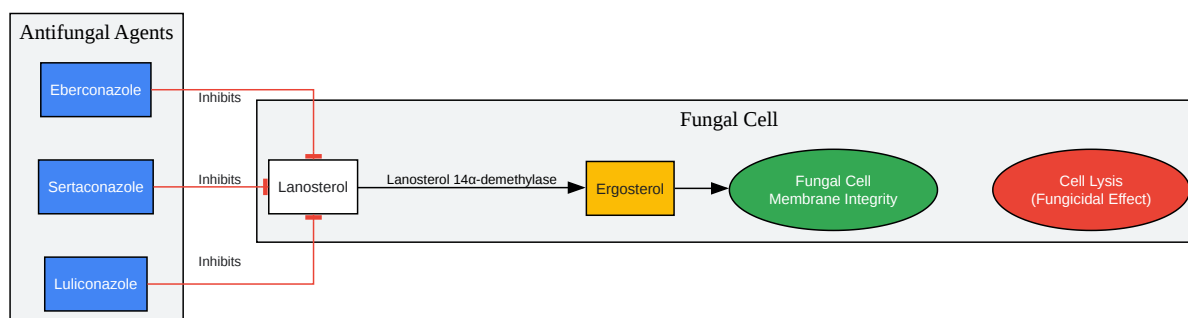 Antifungal Agents
Eberconazole
Inhibits
Fungal Cell
Sertaconazole
Inhibits
Lanosterol
Lanosterol 14α-demethylase
Ergosterol
Fungal Cell
Membrane Integrity
Cell Lysis
(Fungicidal Effect)
Luliconazole
Inhibits